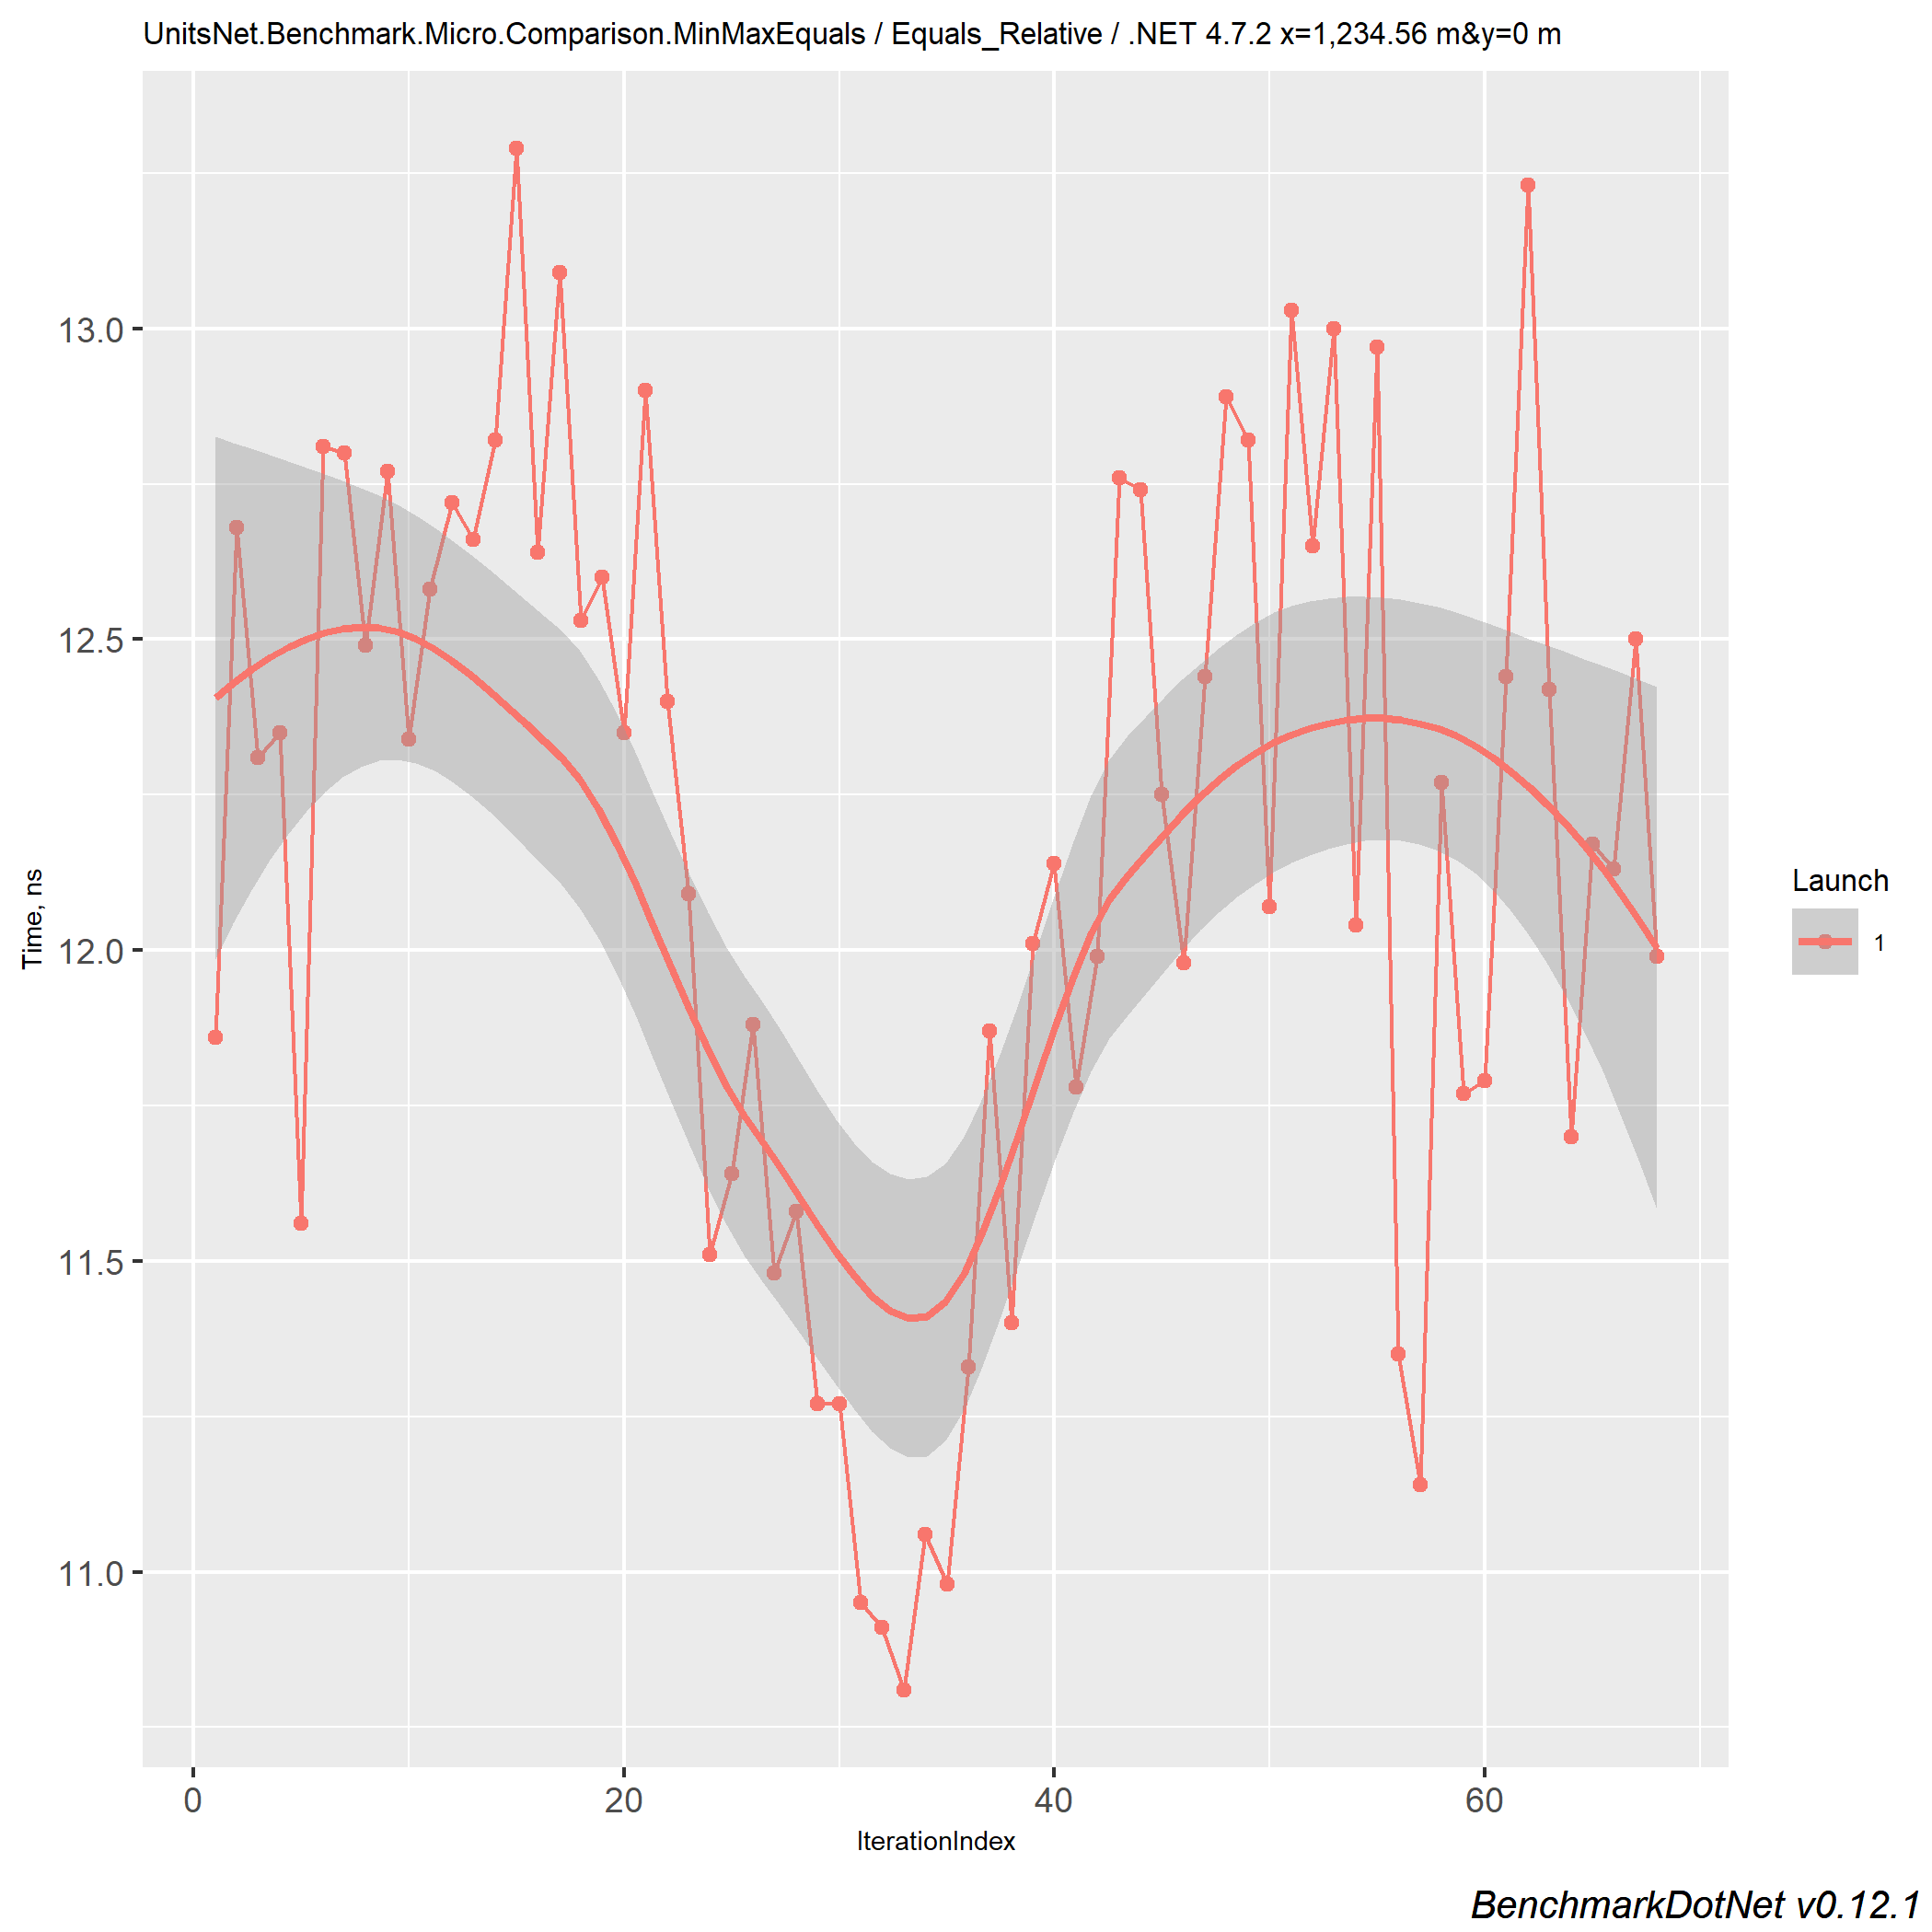 UnitsNet.Benchmark.Micro.Comparison.MinMaxEquals / Equals_Relative / .NET 4.7.2 x=1,234.56 m&y=0 m
13.0
12.5
12.0
11.5
11.0
Time, ns
0 20 40 60
IterationIndex
Launch
1
BenchmarkDotNet v0.12.1